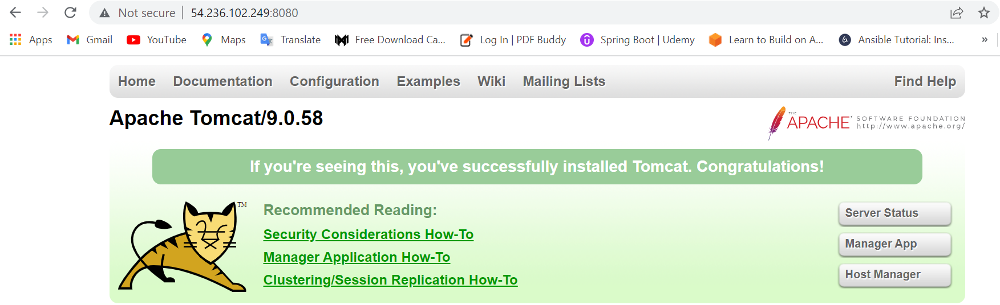 Not secure | 54.236.102.249:8080
Apps Gmail YouTube Maps Translate Free Download Ca... Log In | PDF Buddy Spring Boot | Udemy Learn to Build on A... Ansible Tutorial: Ins... »
Home Documentation Configuration Examples Wiki Mailing Lists Find Help
Apache Tomcat/9.0.58
THE APACHE SOFTWARE FOUNDATION
http://www.apache.org/
If you're seeing this, you've successfully installed Tomcat. Congratulations!
TM
Recommended Reading:
Security Considerations How-To
Manager Application How-To
Clustering/Session Replication How-To
Server Status
Manager App
Host Manager